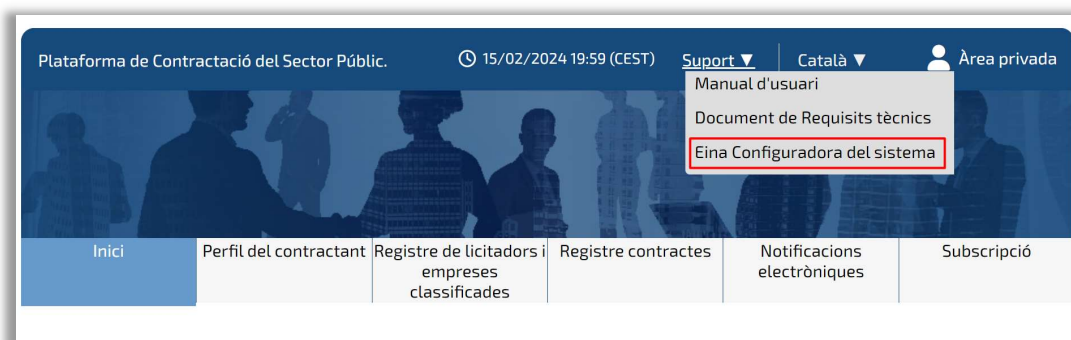 Plataforma de Contractació del Sector Públic.
15/02/2024 19:59 (CEST)
Suport ▼
Català ▼
Àrea privada
Manual d'usuari
Document de Requisits tècnics
Eina Configuradora del sistema
Inici
Perfil del contractant
Registre de licitadors i
empreses
classificades
Registre contractes
Notificacions
electròniques
Subscripció